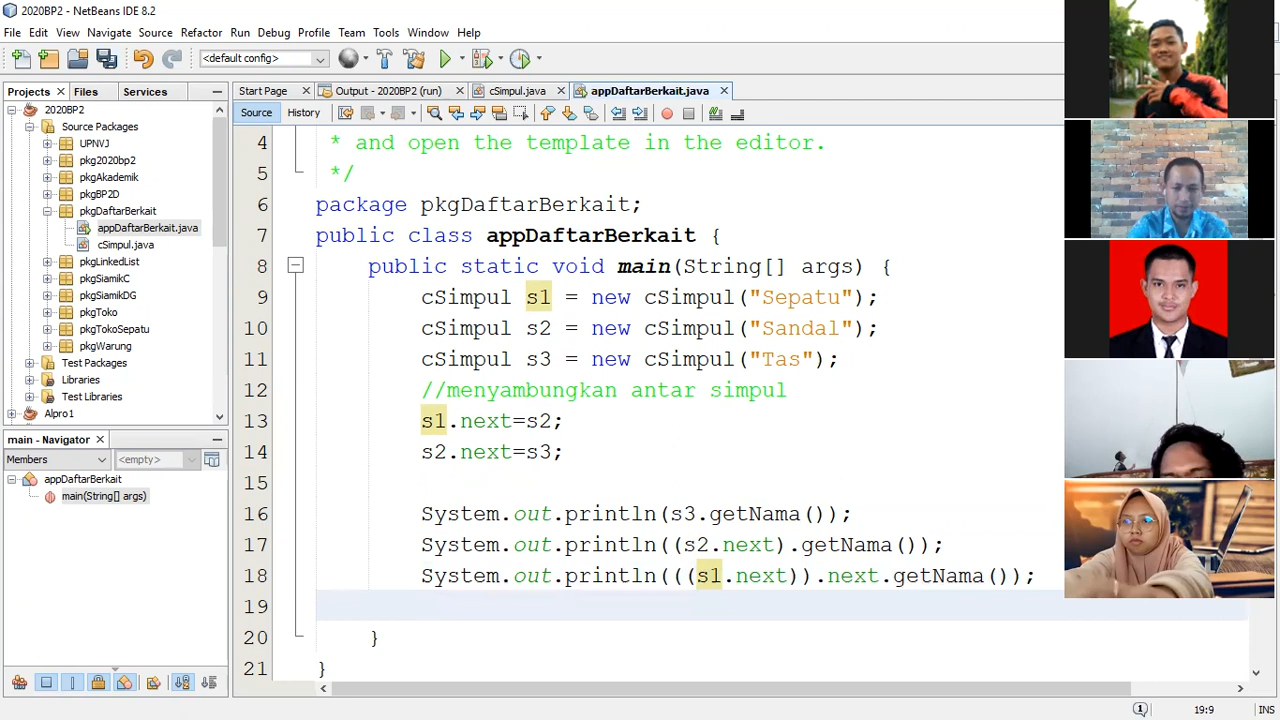 2020BP2 - NetBeans IDE 8.2
File Edit View Navigate Source Refactor Run Debug Profile Team Tools Window Help
<default config>
Projects Files Services
Start Page Output - 2020BP2 (run) cSimpul.java appDaftarBerkait.java
Source History
2020BP2
Source Packages
UPNVJ
pkg2020bp2
pkgAkademik
pkgBP2D
pkgDaftarBerkait
appDaftarBerkait.java
cSimpul.java
pkgLinkedList
pkgSiamikC
pkgSiamikDG
pkgToko
pkgTokoSepatu
pkgWarung
Test Packages
Libraries
Test Libraries
Alpro1
main - Navigator
Members <empty>
appDaftarBerkait
main(String[] args)
4 * and open the template in the editor.
5 */
6 package pkgDaftarBerkait;
7 public class appDaftarBerkait {
8 public static void main(String[] args) {
9 cSimpul s1 = new cSimpul("Sepatu");
10 cSimpul s2 = new cSimpul("Sandal");
11 cSimpul s3 = new cSimpul("Tas");
12 //menyambungkan antar simpul
13 s1.next=s2;
14 s2.next=s3;
15
16 System.out.println(s3.getNama());
17 System.out.println((s2.next).getNama());
18 System.out.println(((s1.next)).next.getNama());
19
20 }
21 }
1 19:9 INS